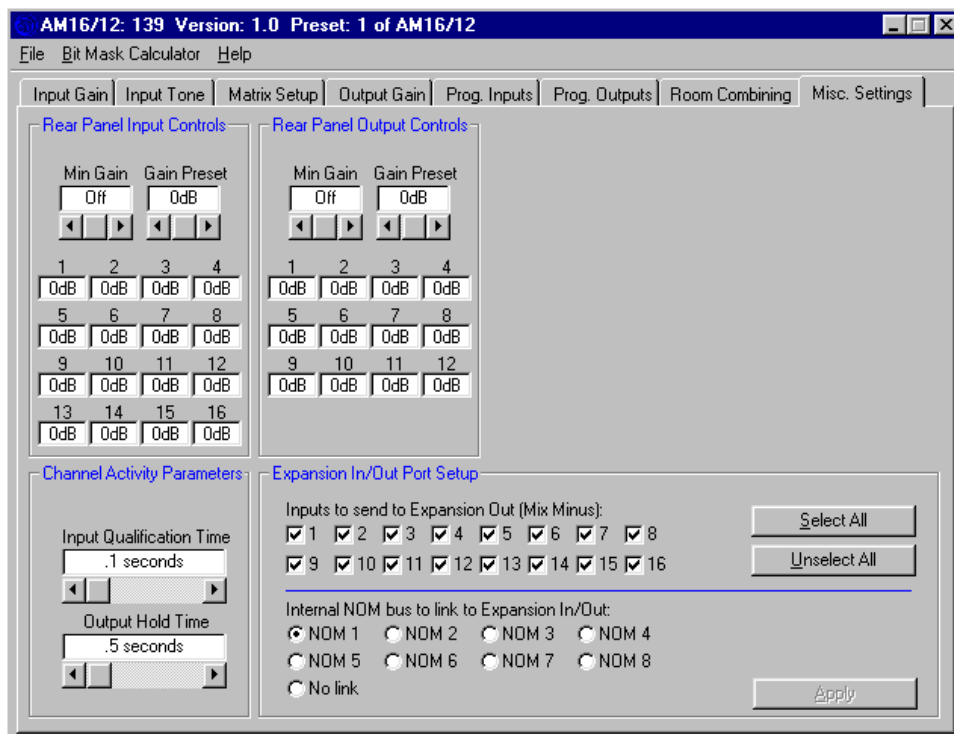 AM16/12: 139 Version: 1.0 Preset: 1 of AM16/12
File Bit Mask Calculator Help
Input Gain Input Tone Matrix Setup Output Gain Prog. Inputs Prog. Outputs Room Combining Misc. Settings
Rear Panel Input Controls
Min Gain Gain Preset
Off 0dB
1 2 3 4
0dB 0dB 0dB 0dB
5 6 7 8
0dB 0dB 0dB 0dB
9 10 11 12
0dB 0dB 0dB 0dB
13 14 15 16
0dB 0dB 0dB 0dB
Rear Panel Output Controls
Min Gain Gain Preset
Off 0dB
1 2 3 4
0dB 0dB 0dB 0dB
5 6 7 8
0dB 0dB 0dB 0dB
9 10 11 12
0dB 0dB 0dB 0dB
Channel Activity Parameters
Input Qualification Time
.1 seconds
Output Hold Time
.5 seconds
Expansion In/Out Port Setup
Inputs to send to Expansion Out (Mix Minus):
1 2 3 4 5 6 7 8
9 10 11 12 13 14 15 16
Select All
Unselect All
Internal NOM bus to link to Expansion In/Out:
NOM 1 NOM 2 NOM 3 NOM 4
NOM 5 NOM 6 NOM 7 NOM 8
No link
Apply